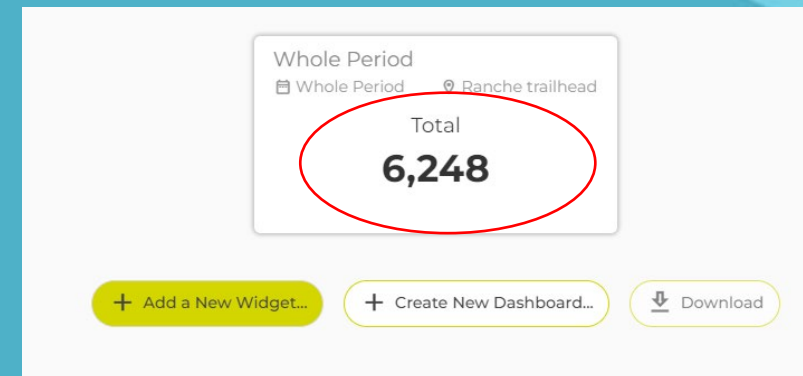 Whole Period
Whole Period Ranche trailhead
Total
6,248
+ Add a New Widget... + Create New Dashboard... Download